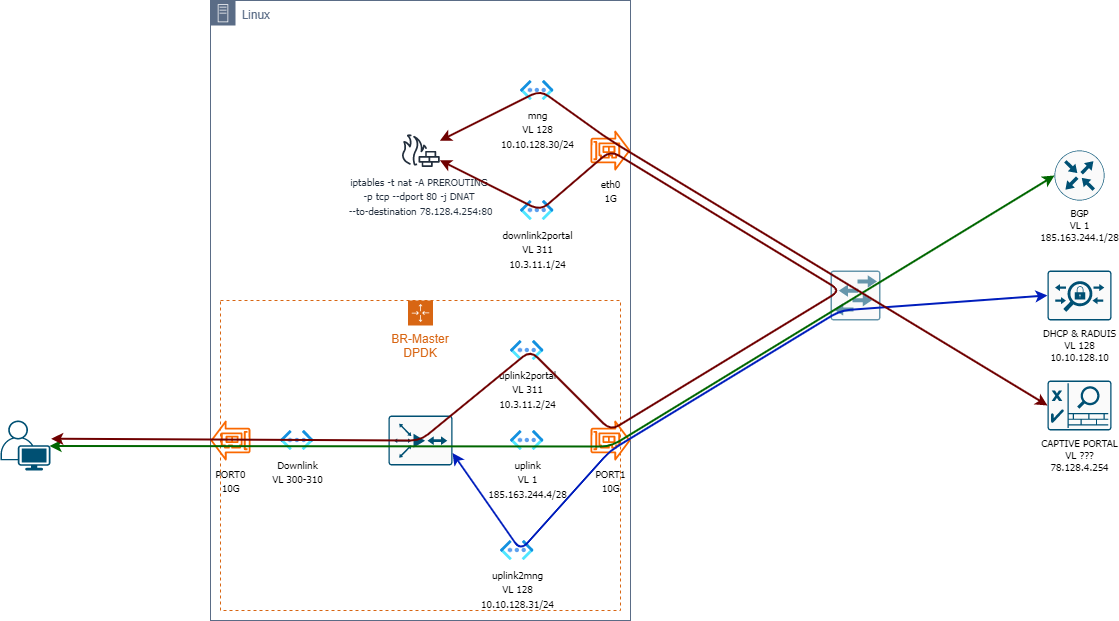 Linux
mng
VL 128
10.10.128.30/24
iptables -t nat -A PREROUTING
-p tcp --dport 80 -j DNAT
--to-destination 78.128.4.254:80
eth0
1G
downlink2portal
VL 311
10.3.11.1/24
BGP
VL 1
185.163.244.1/28
BR-Master
DPDK
DHCP & RADUIS
VL 128
10.10.128.10
uplink2portal
VL 311
10.3.11.2/24
X
CAPTIVE PORTAL
VL ???
78.128.4.254
PORT0
10G
Downlink
VL 300-310
uplink
VL 1
185.163.244.4/28
PORT1
10G
uplink2mng
VL 128
10.10.128.31/24